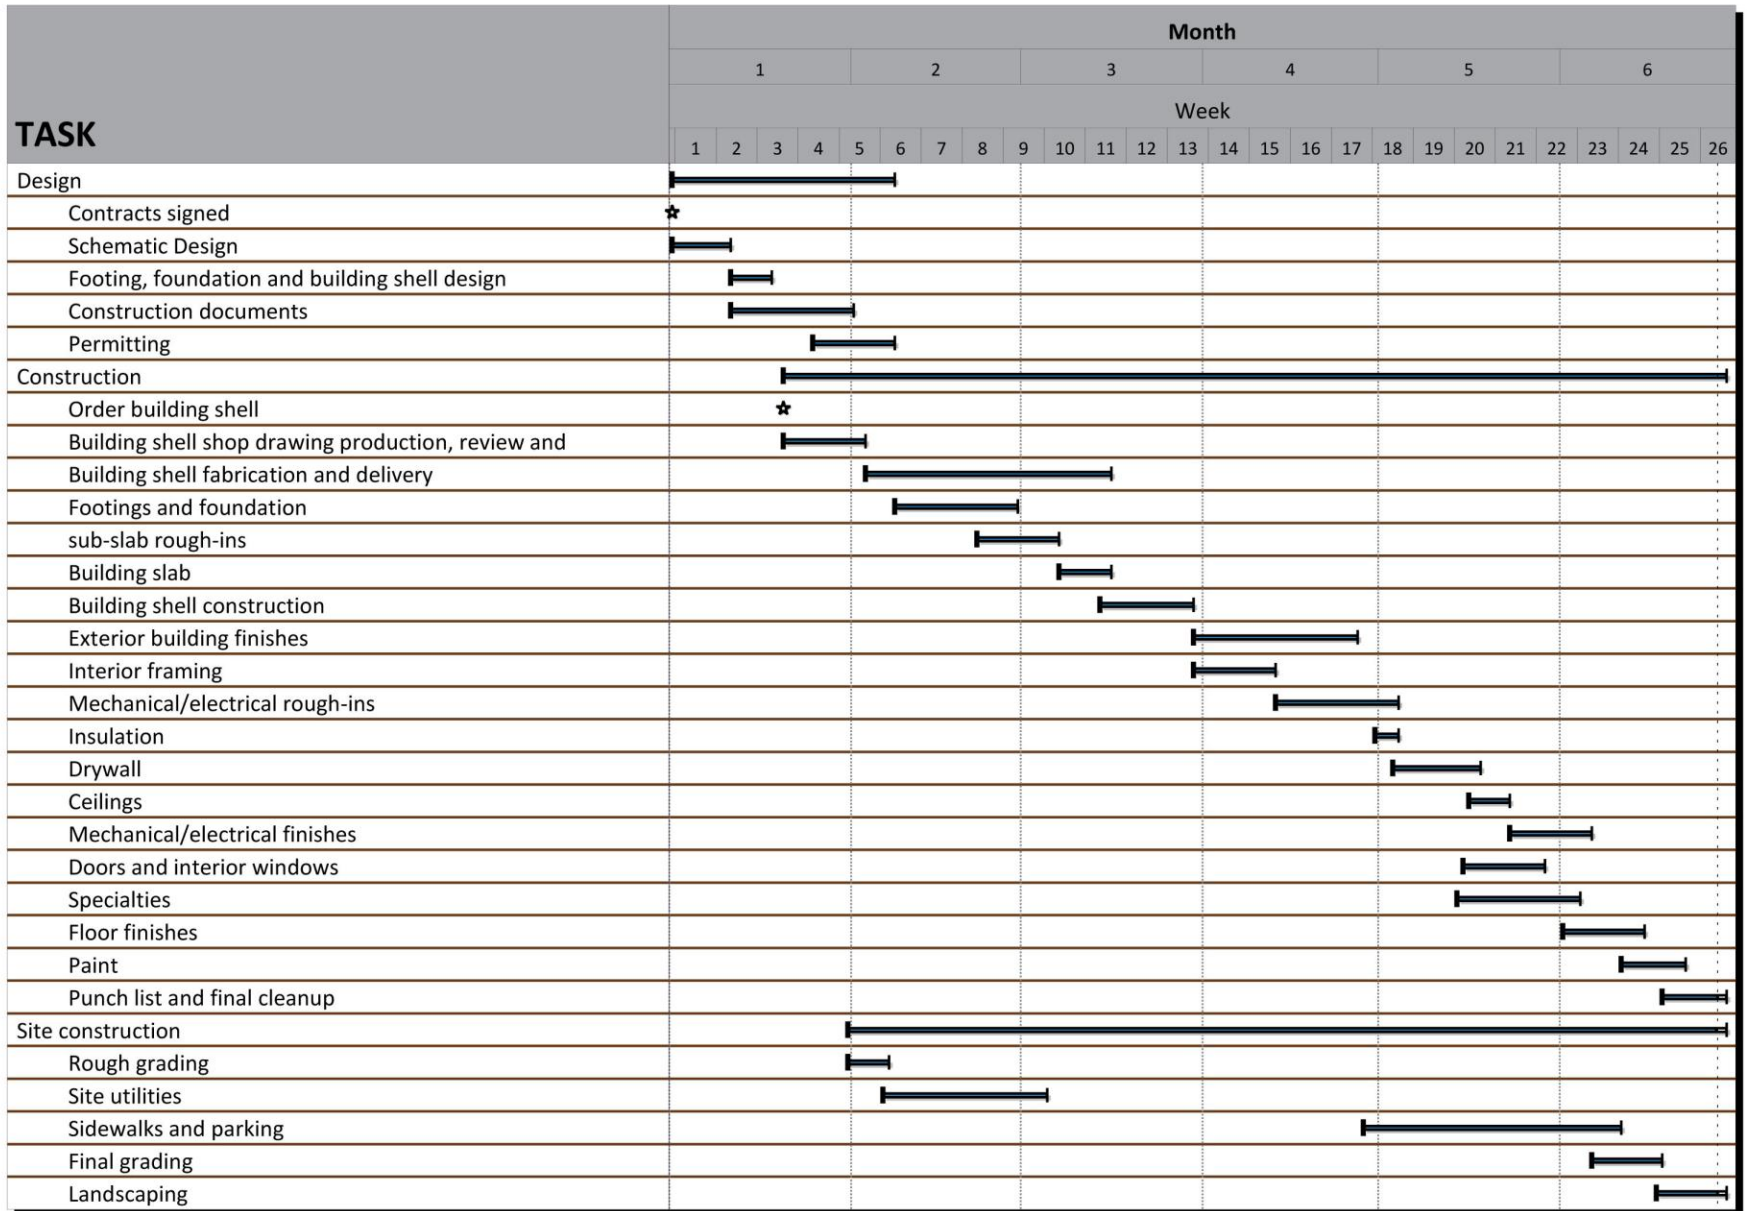 Month
1 2 3 4 5 6
Week
TASK
1 2 3 4 5 6 7 8 9 10 11 12 13 14 15 16 17 18 19 20 21 22 23 24 25 26
Design
Contracts signed
Schematic Design
Footing, foundation and building shell design
Construction documents
Permitting
Construction
Order building shell
Building shell shop drawing production, review and
Building shell fabrication and delivery
Footings and foundation
sub-slab rough-ins
Building slab
Building shell construction
Exterior building finishes
Interior framing
Mechanical/electrical rough-ins
Insulation
Drywall
Ceilings
Mechanical/electrical finishes
Doors and interior windows
Specialties
Floor finishes
Paint
Punch list and final cleanup
Site construction
Rough grading
Site utilities
Sidewalks and parking
Final grading
Landscaping